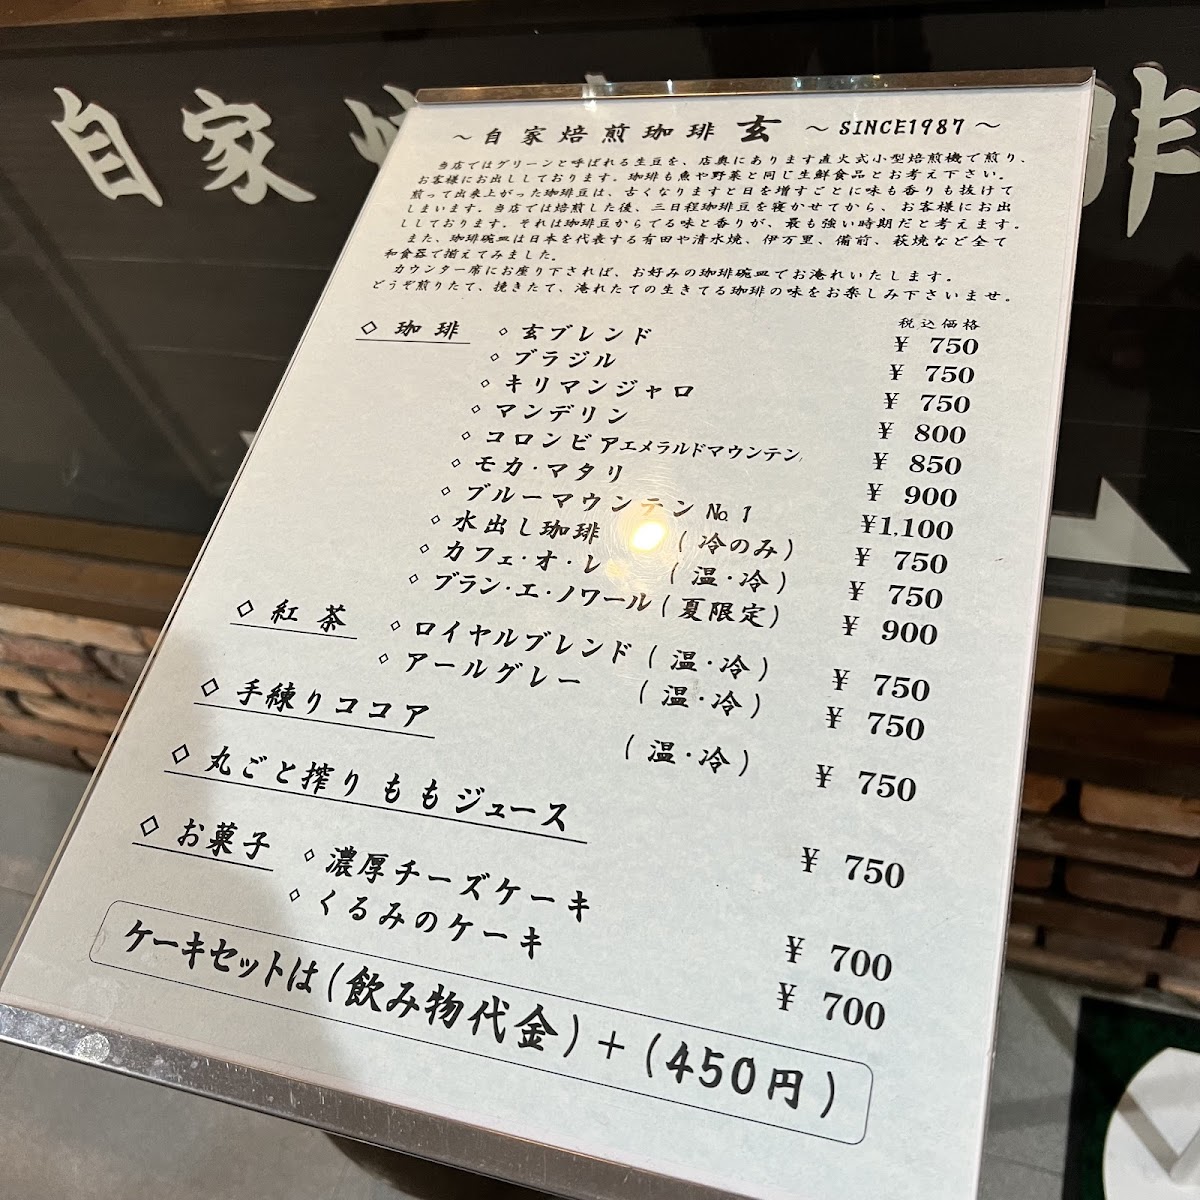 自家焙 琲
～自家焙煎珈琲 玄 ～SINCE1987～
当店ではグリーンと呼ばれる生豆を、店奥にあります直火式小型焙煎機で煎り、
お客様にお出ししております。珈琲も魚や野菜と同じ生鮮食品とお考え下さい。
煎って出来上がった珈琲豆は、古くなりますと日を増すごとに味も香りも抜けて
しまいます。当店では焙煎した後、三日程珈琲豆を寝かせてから、お客様にお出
ししております。それは珈琲豆からてる味と香りが、最も強い時期だと考えます。
また、珈琲碗皿は日本を代表する有田や清水焼、伊万里、備前、萩焼など全て
和食器で揃えてみました。
カウンター席にお座り下されば、お好みの珈琲碗皿でお淹れいたします。
どうぞ煎りたて、挽きたて、淹れたての生きてる珈琲の味をお楽しみ下さいませ。
税込価格
◇ 珈琲 ◇ 玄ブレンド ¥ 750
◇ ブラジル ¥ 750
◇ キリマンジャロ ¥ 750
◇ マンデリン ¥ 800
◇ コロンビアエメラルドマウンテン ¥ 850
◇ モカ・マタリ ¥ 900
◇ ブルーマウンテン №1 ¥1,100
◇ 水出し珈琲 (冷のみ) ¥ 750
◇ カフェ・オ・レ (温・冷) ¥ 750
◇ ブラン・エ・ノワール (夏限定) ¥ 900
◇ 紅茶 ◇ ロイヤルブレンド (温・冷) ¥ 750
◇ アールグレー (温・冷) ¥ 750
◇ 手練りココア (温・冷) ¥ 750
◇ 丸ごと搾り ももジュース ¥ 750
◇ お菓子 ◇ 濃厚チーズケーキ ¥ 700
◇ くるみのケーキ ¥ 700
ケーキセットは(飲み物代金)+(450円)